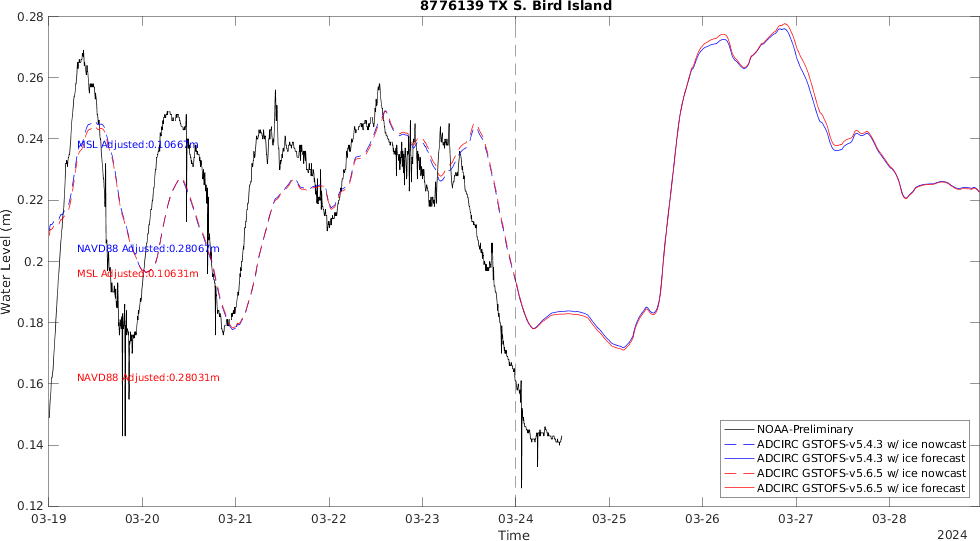 8776139 TX S. Bird Island
0.28
0.26
0.24
0.22
0.2
0.18
0.16
0.14
0.12
Water Level (m)
MSL Adjusted:0.10667m
NAVD88 Adjusted:0.28067m
MSL Adjusted:0.10631m
NAVD88 Adjusted:0.28031m
NOAA-Preliminary
ADCIRC GSTOFS-v5.4.3 w/ ice nowcast
ADCIRC GSTOFS-v5.4.3 w/ ice forecast
ADCIRC GSTOFS-v5.6.5 w/ ice nowcast
ADCIRC GSTOFS-v5.6.5 w/ ice forecast
03-19 03-20 03-21 03-22 03-23 03-24 03-25 03-26 03-27 03-28
Time
2024